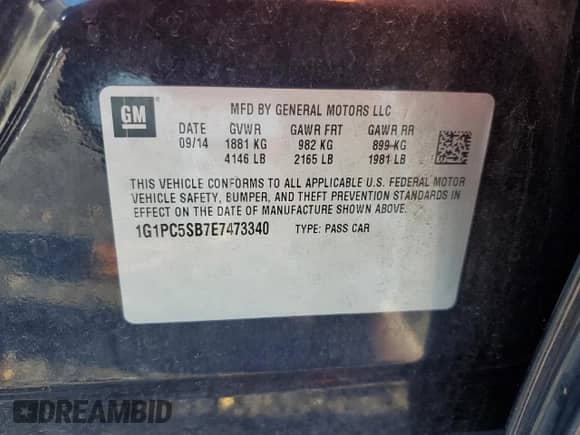 GM
MFD BY GENERAL MOTORS LLC
DATE GVWR GAWR FRT GAWR RR
09/14 1881 KG 982 KG 899 KG
4146 LB 2165 LB 1981 LB
THIS VEHICLE CONFORMS TO ALL APPLICABLE U.S. FEDERAL MOTOR
VEHICLE SAFETY, BUMPER, AND THEFT PREVENTION STANDARDS IN
EFFECT ON THE DATE OF MANUFACTURE SHOWN ABOVE.
1G1PC5SB7E7473340 TYPE: PASS CAR
DREAMBID